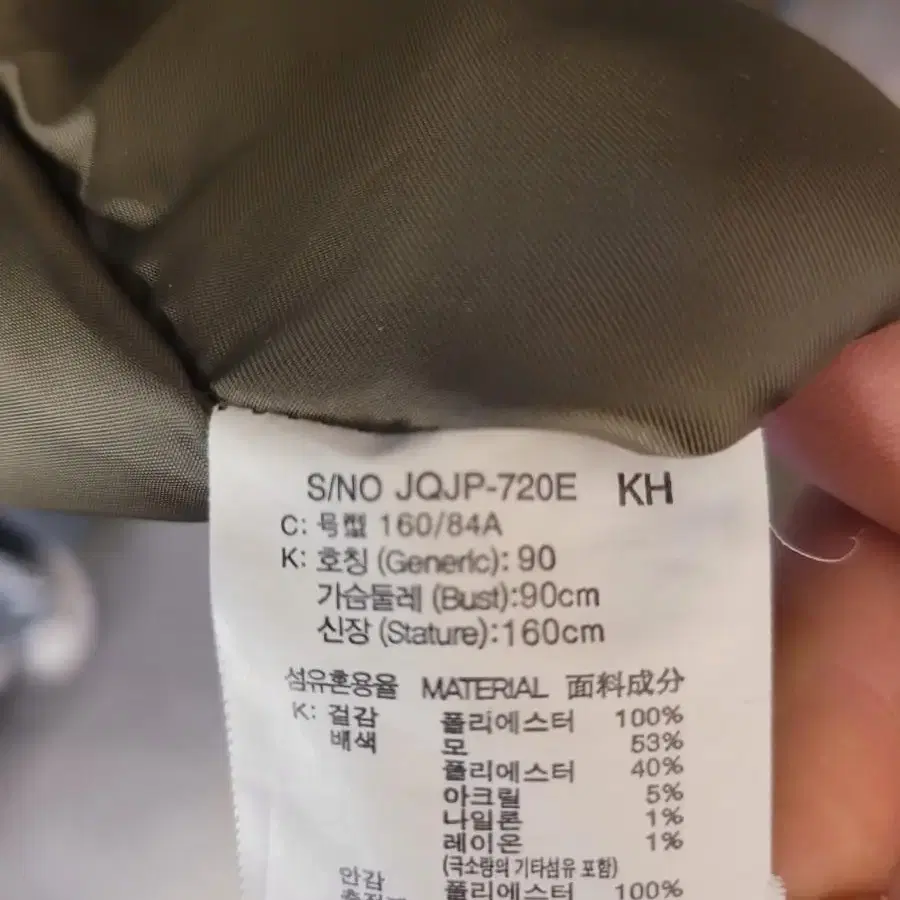 S/NO JQJP-720E KH
C: 号型 160/84A
K: 호칭 (Generic): 90
가슴둘레 (Bust):90cm
신장 (Stature):160cm
섬유혼용율 MATERIAL 面料成分
K: 겉감 폴리에스터 100%
배색 모 53%
폴리에스터 40%
아크릴 5%
나일론 1%
레이온 1%
(극소량의 기타섬유 포함)
안감 폴리에스터 100%